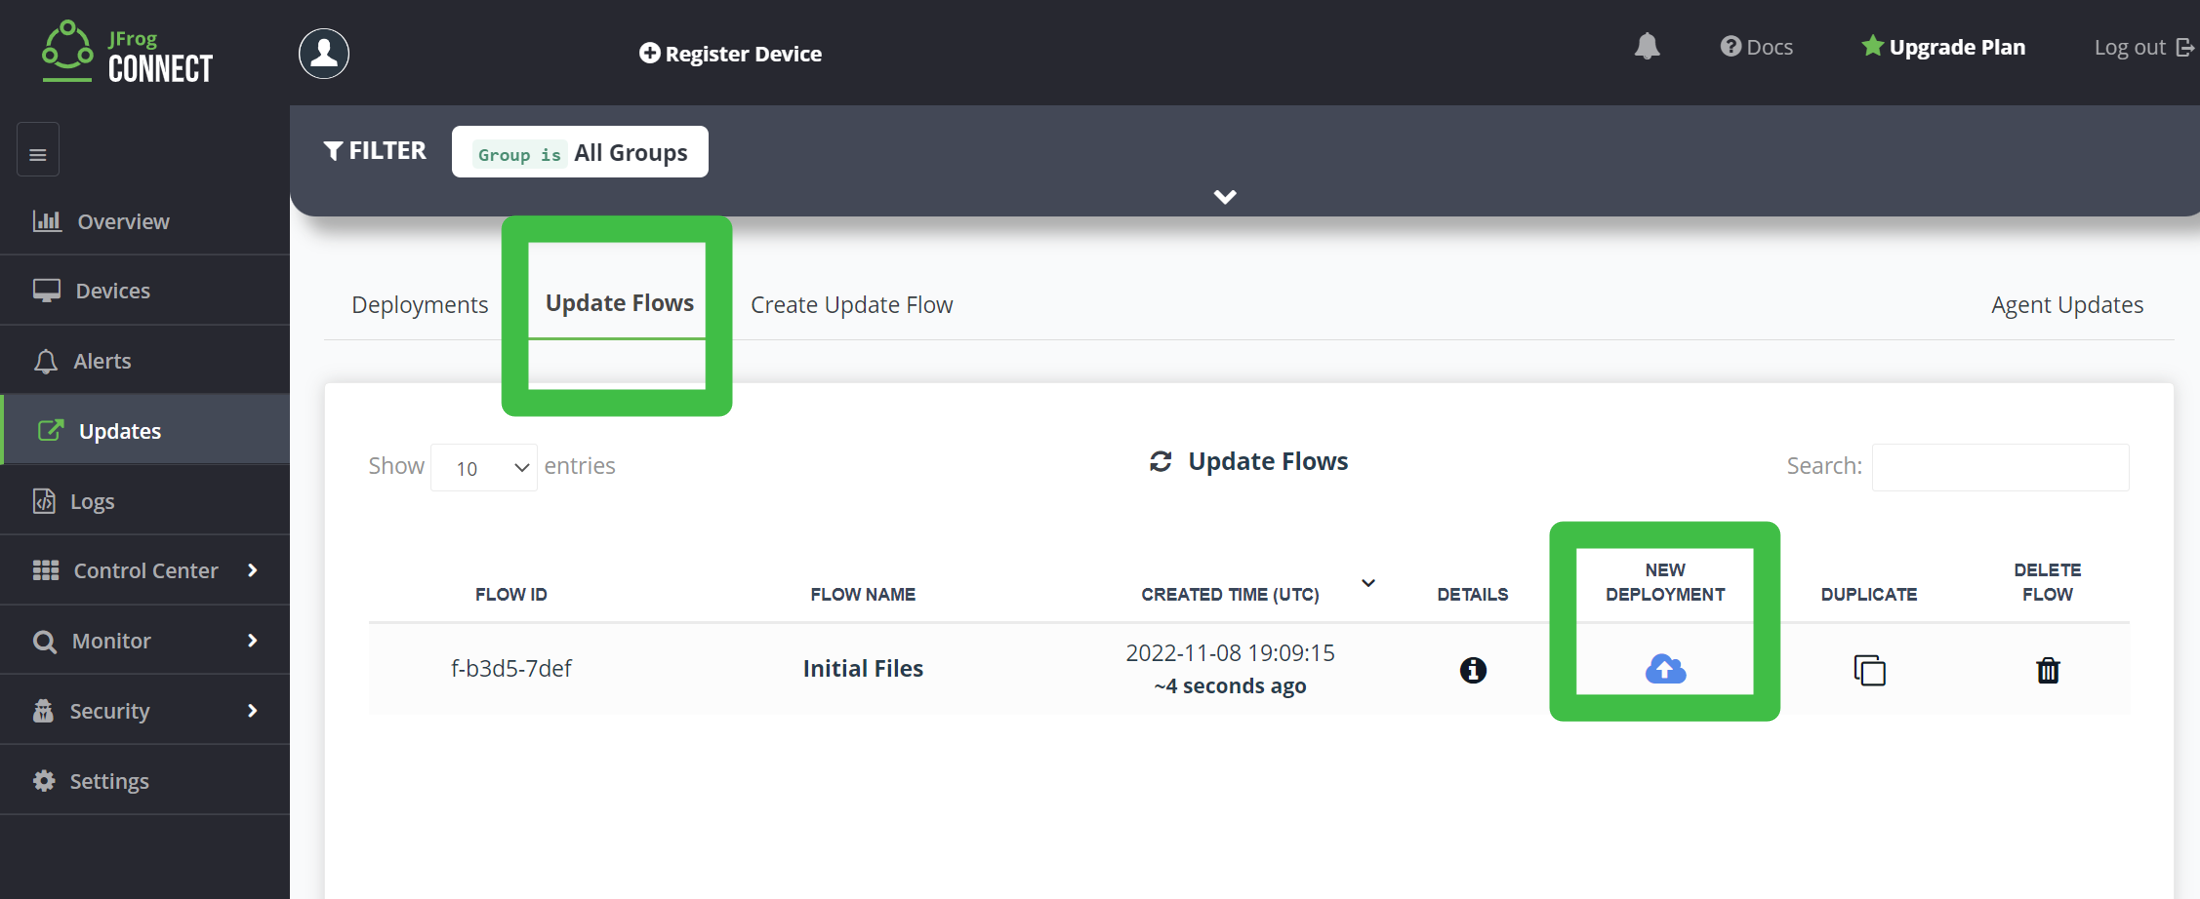 JFrog
CONNECT
Register Device
Docs
Upgrade Plan
Log out
FILTER
Group is All Groups
Overview
Devices
Alerts
Updates
Logs
Control Center
Monitor
Security
Settings
Deployments
Update Flows
Create Update Flow
Agent Updates
Show 10 entries
Update Flows
Search:
FLOW ID
FLOW NAME
CREATED TIME (UTC)
DETAILS
NEW
DEPLOYMENT
DUPLICATE
DELETE
FLOW
f-b3d5-7def
Initial Files
2022-11-08 19:09:15
~4 seconds ago